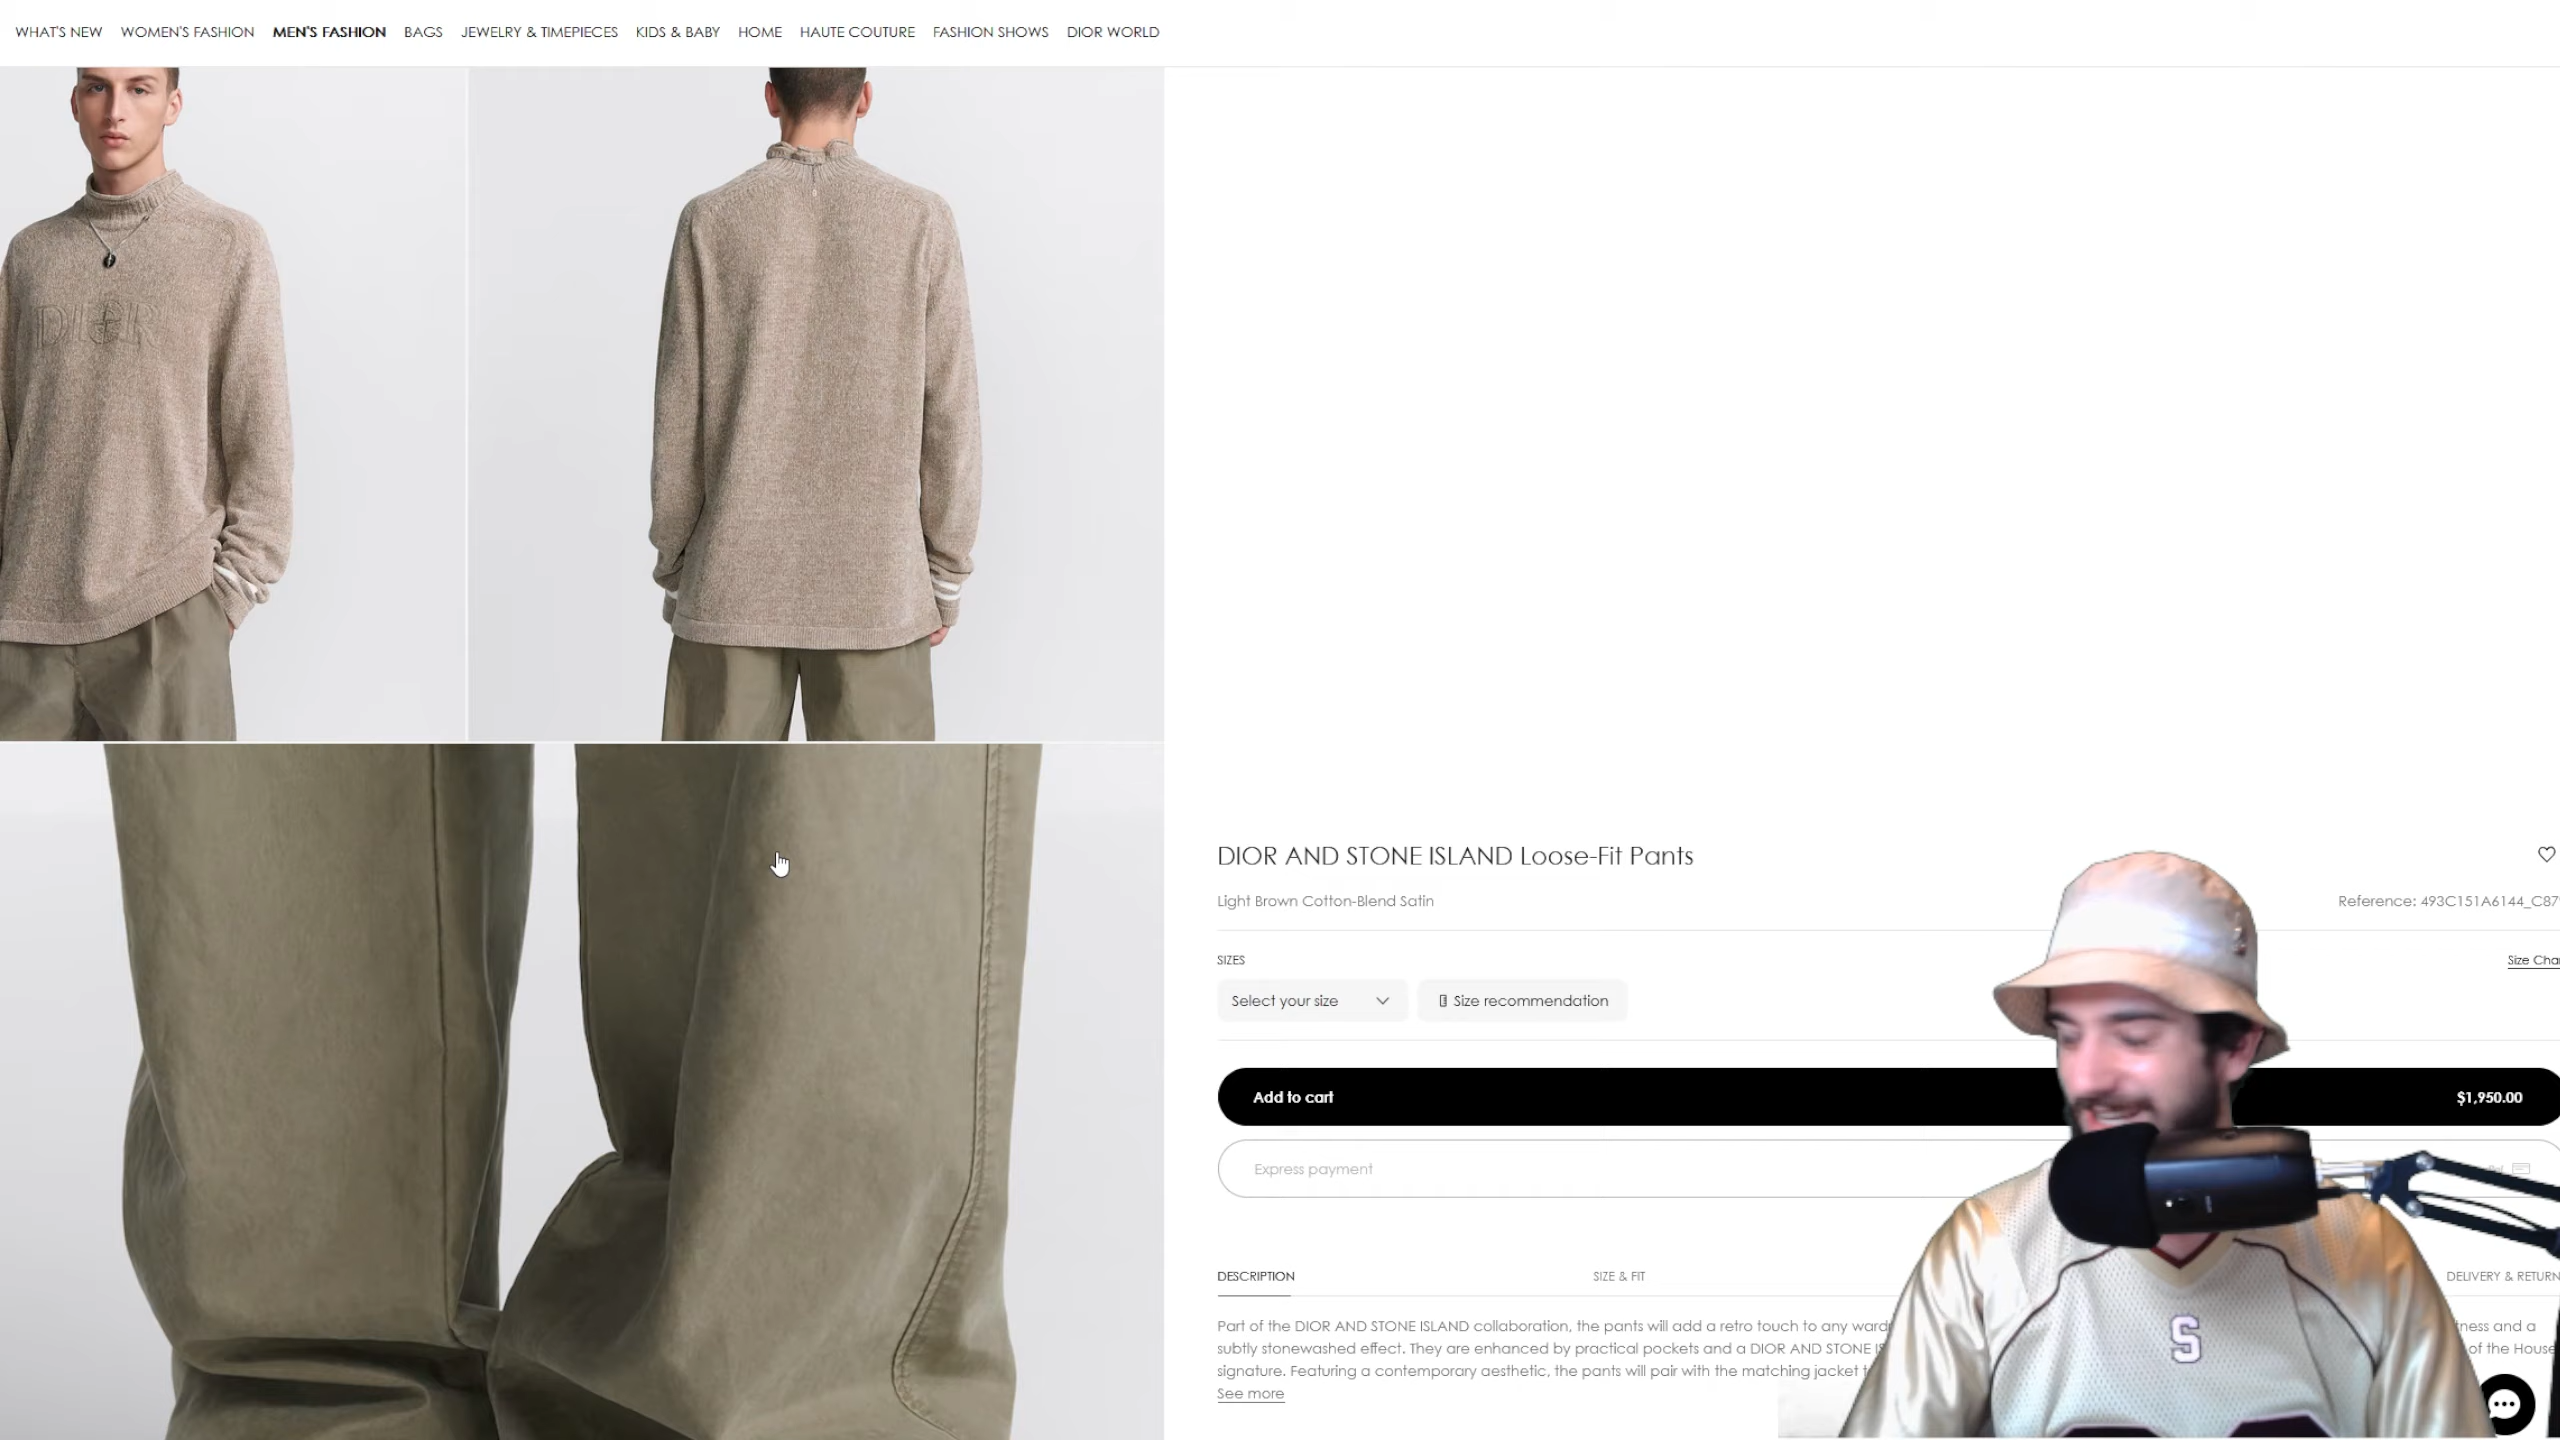 WHAT'S NEW WOMEN'S FASHION MEN'S FASHION BAGS JEWELRY & TIMEPIECES KIDS & BABY HOME HAUTE COUTURE FASHION SHOWS DIOR WORLD
DIOR
DIOR AND STONE ISLAND Loose-Fit Pants
Light Brown Cotton-Blend Satin Reference: 493C151A6144_C87
SIZES Size Char
Select your size Size recommendation
Add to cart $1,950.00
Express payment
DESCRIPTION SIZE & FIT DELIVERY & RETURN
Part of the DIOR AND STONE ISLAND collaboration, the pants will add a retro touch to any ward tness and a
subtly stonewashed effect. They are enhanced by practical pockets and a DIOR AND STONE IS of the House
signature. Featuring a contemporary aesthetic, the pants will pair with the matching jacket t
See more
S